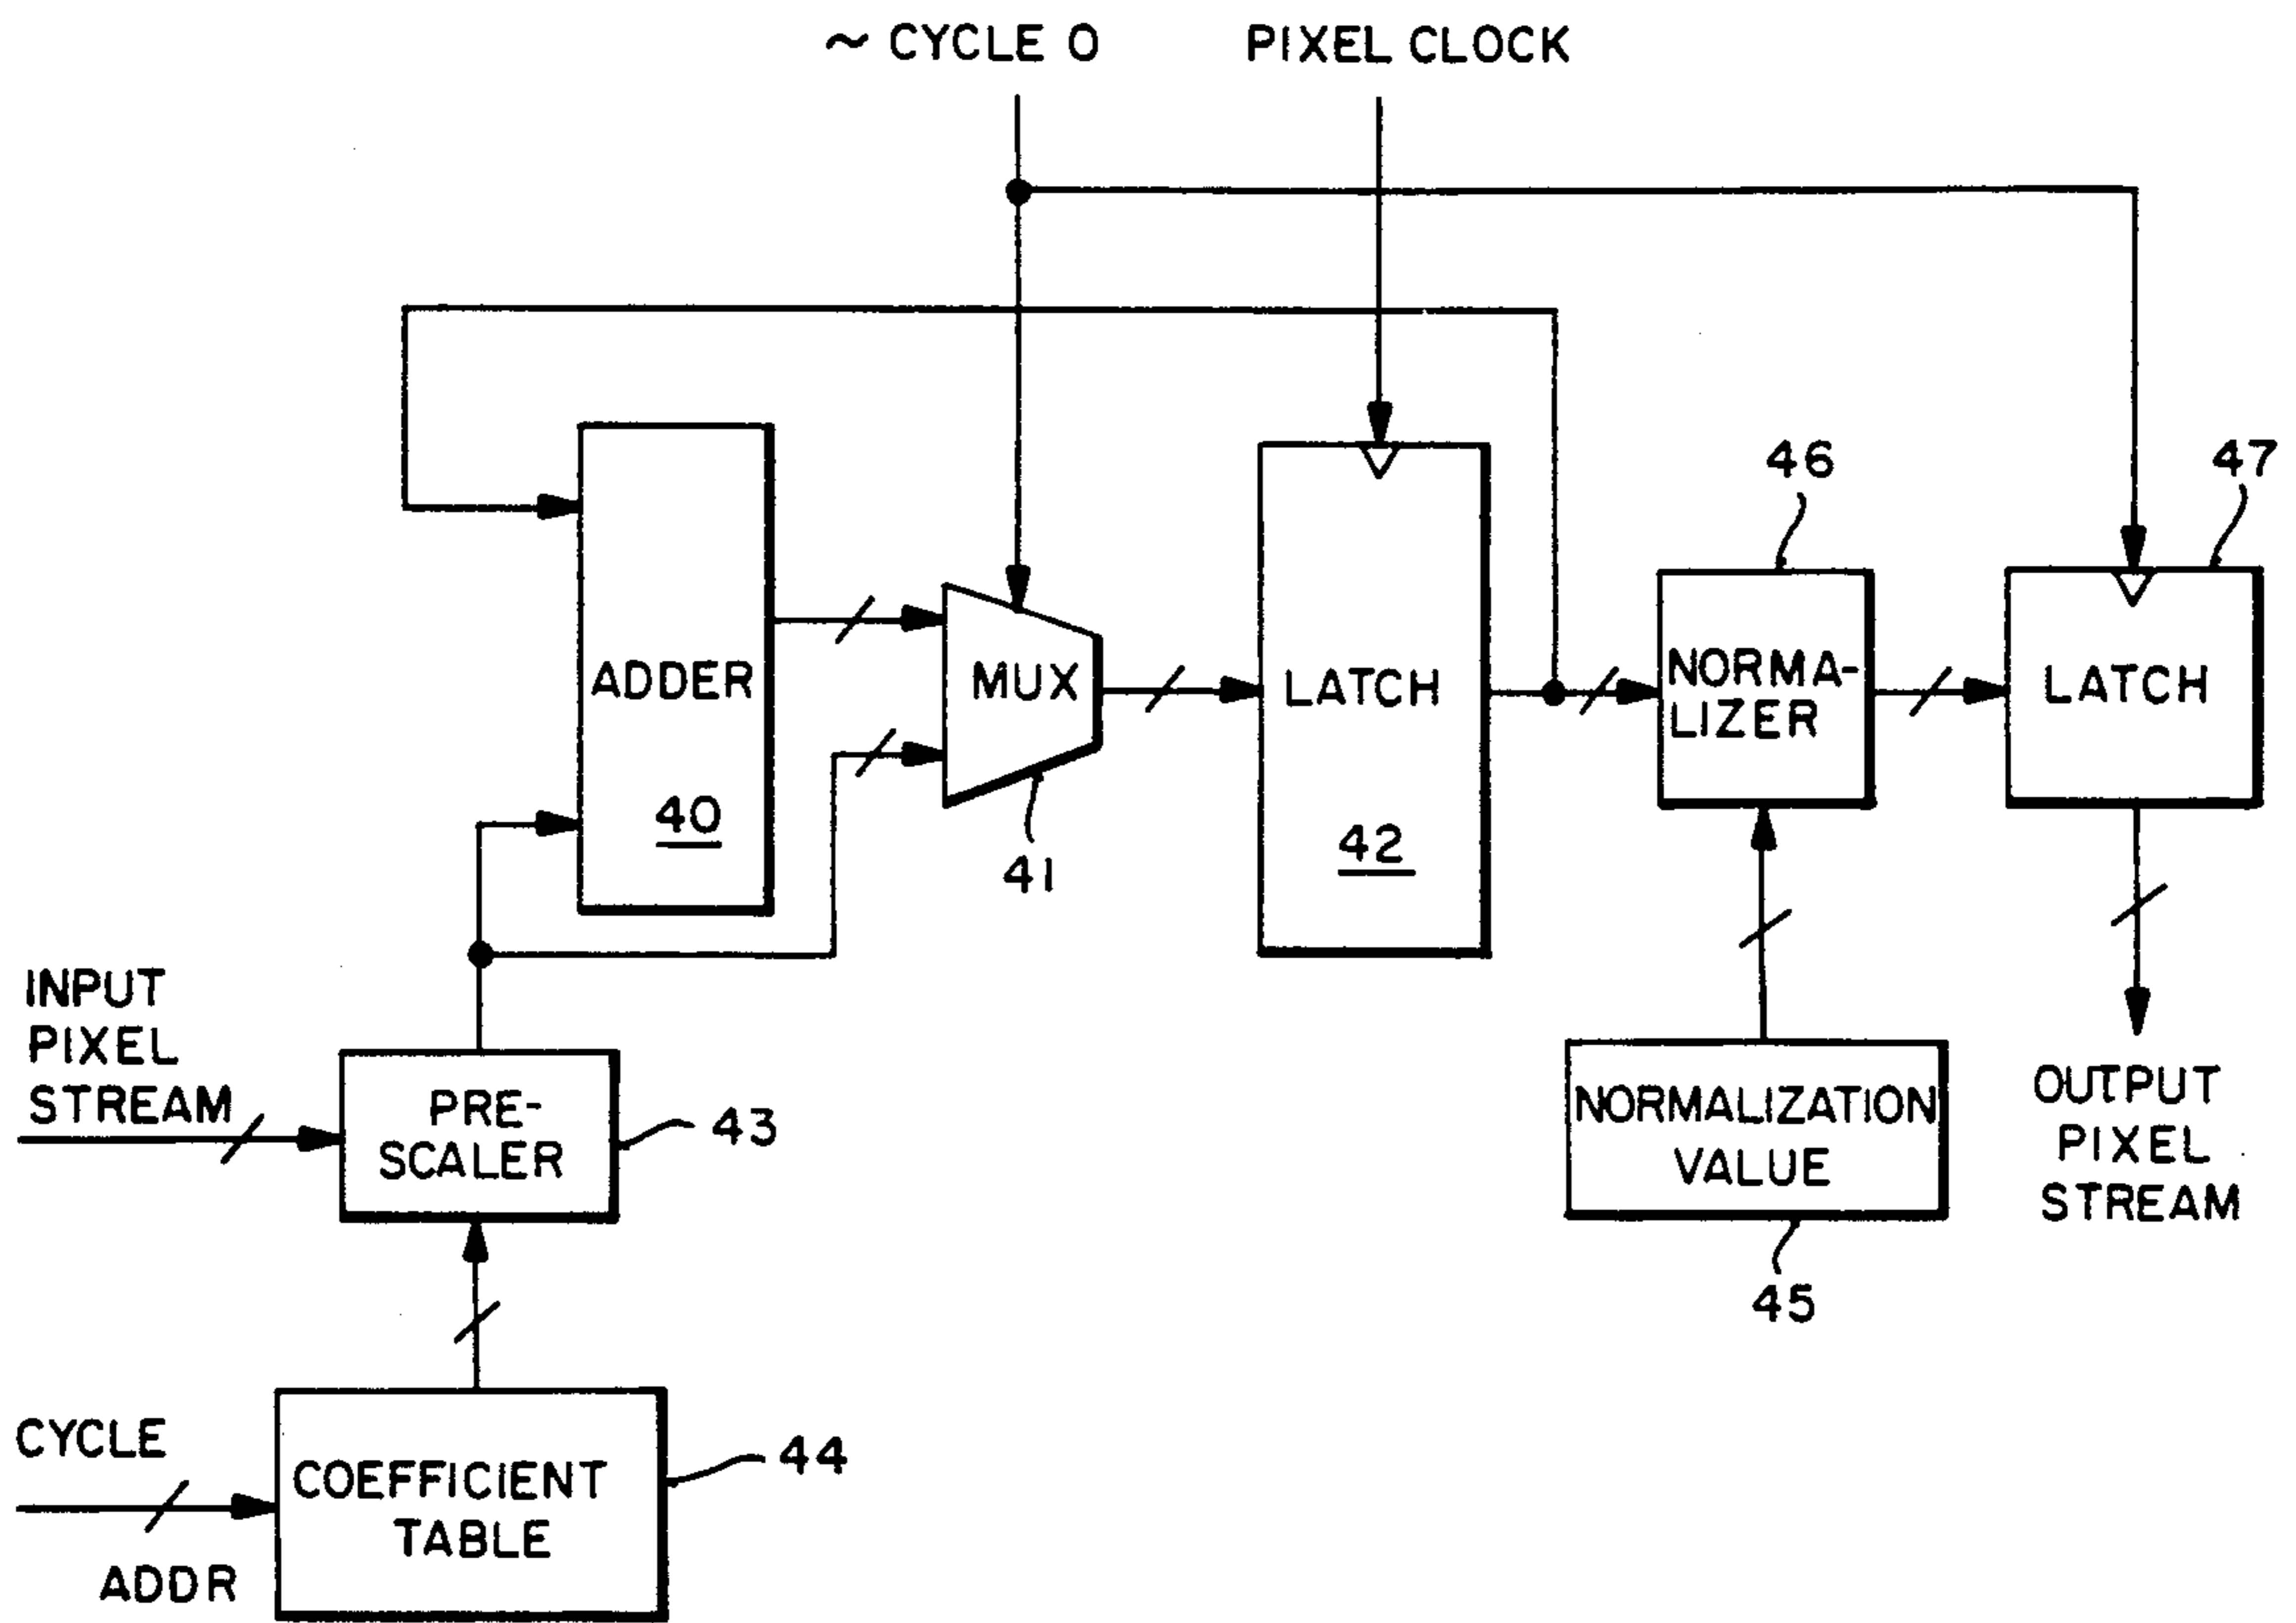 ~ CYCLE 0
PIXEL CLOCK
46
47
ADDER
40
MUX
41
LATCH
42
NORMA-
LIZER
LATCH
INPUT
PIXEL
STREAM
PRE-
SCALER
43
NORMALIZATION
VALUE
45
OUTPUT
PIXEL
STREAM
CYCLE
ADDR
COEFFICIENT
TABLE
44